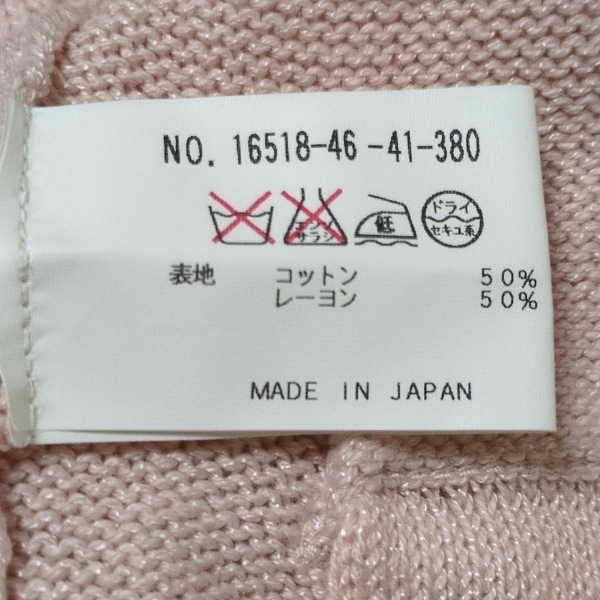 NO. 16518-46-41-380
エンソサラシ 低 ドライ セキユ系
表地 コットン 50%
レーヨン 50%
MADE IN JAPAN